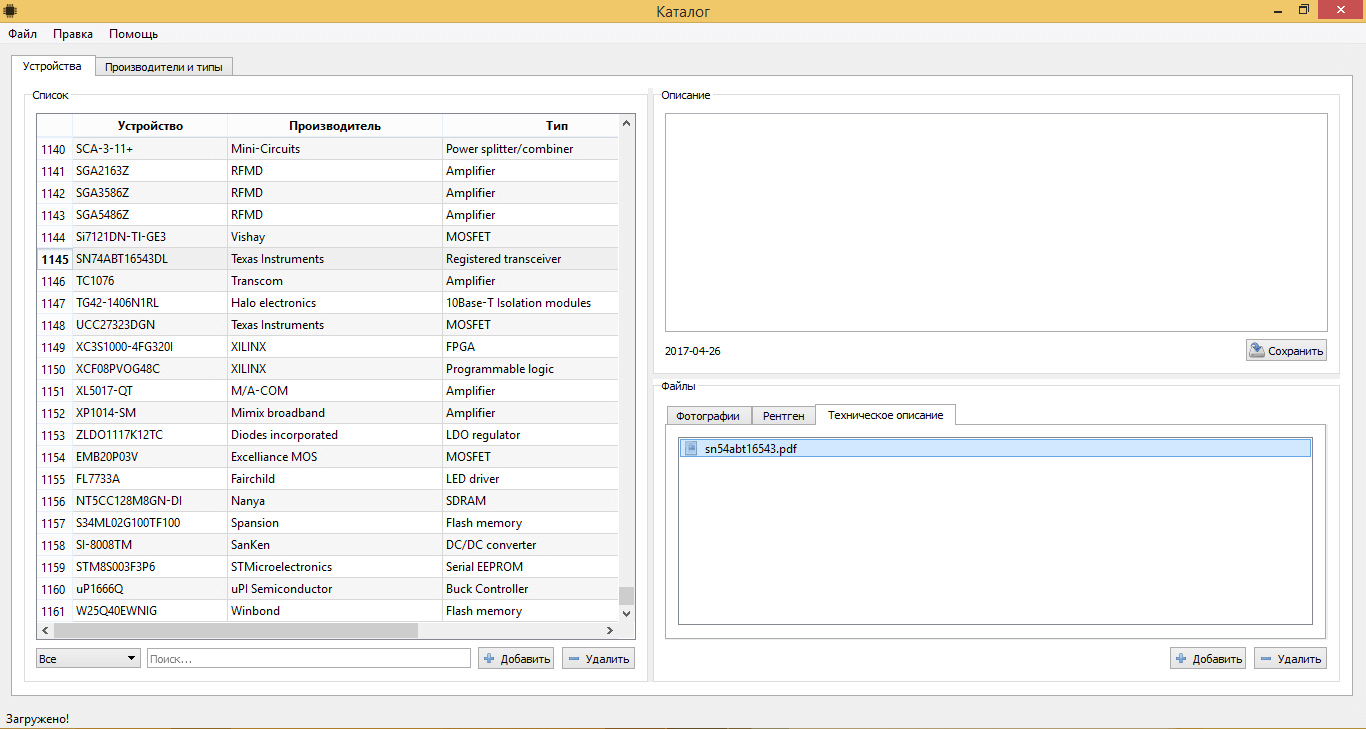 Каталог
Файл Правка Помощь
Устройства Производители и типы
Список
Устройство Производитель Тип
1140 SCA-3-11+ Mini-Circuits Power splitter/combiner
1141 SGA2163Z RFMD Amplifier
1142 SGA3586Z RFMD Amplifier
1143 SGA5486Z RFMD Amplifier
1144 Si7121DN-TI-GE3 Vishay MOSFET
1145 SN74ABT16543DL Texas Instruments Registered transceiver
1146 TC1076 Transcom Amplifier
1147 TG42-1406N1RL Halo electronics 10Base-T Isolation modules
1148 UCC27323DGN Texas Instruments MOSFET
1149 XC3S1000-4FG320I XILINX FPGA
1150 XCF08PVOG48C XILINX Programmable logic
1151 XL5017-QT M/A-COM Amplifier
1152 XP1014-SM Mimix broadband Amplifier
1153 ZLDO1117K12TC Diodes incorporated LDO regulator
1154 EMB20P03V Excelliance MOS MOSFET
1155 FL7733A Fairchild LED driver
1156 NT5CC128M8GN-DI Nanya SDRAM
1157 S34ML02G100TF100 Spansion Flash memory
1158 SI-8008TM SanKen DC/DC converter
1159 STM8S003F3P6 STMicroelectronics Serial EEPROM
1160 uP1666Q uPI Semiconductor Buck Controller
1161 W25Q40EWNIG Winbond Flash memory
Все Поиск... Добавить Удалить
Описание
2017-04-26 Сохранить
Файлы
Фотографии Рентген Техническое описание
sn54abt16543.pdf
Добавить Удалить
Загружено!